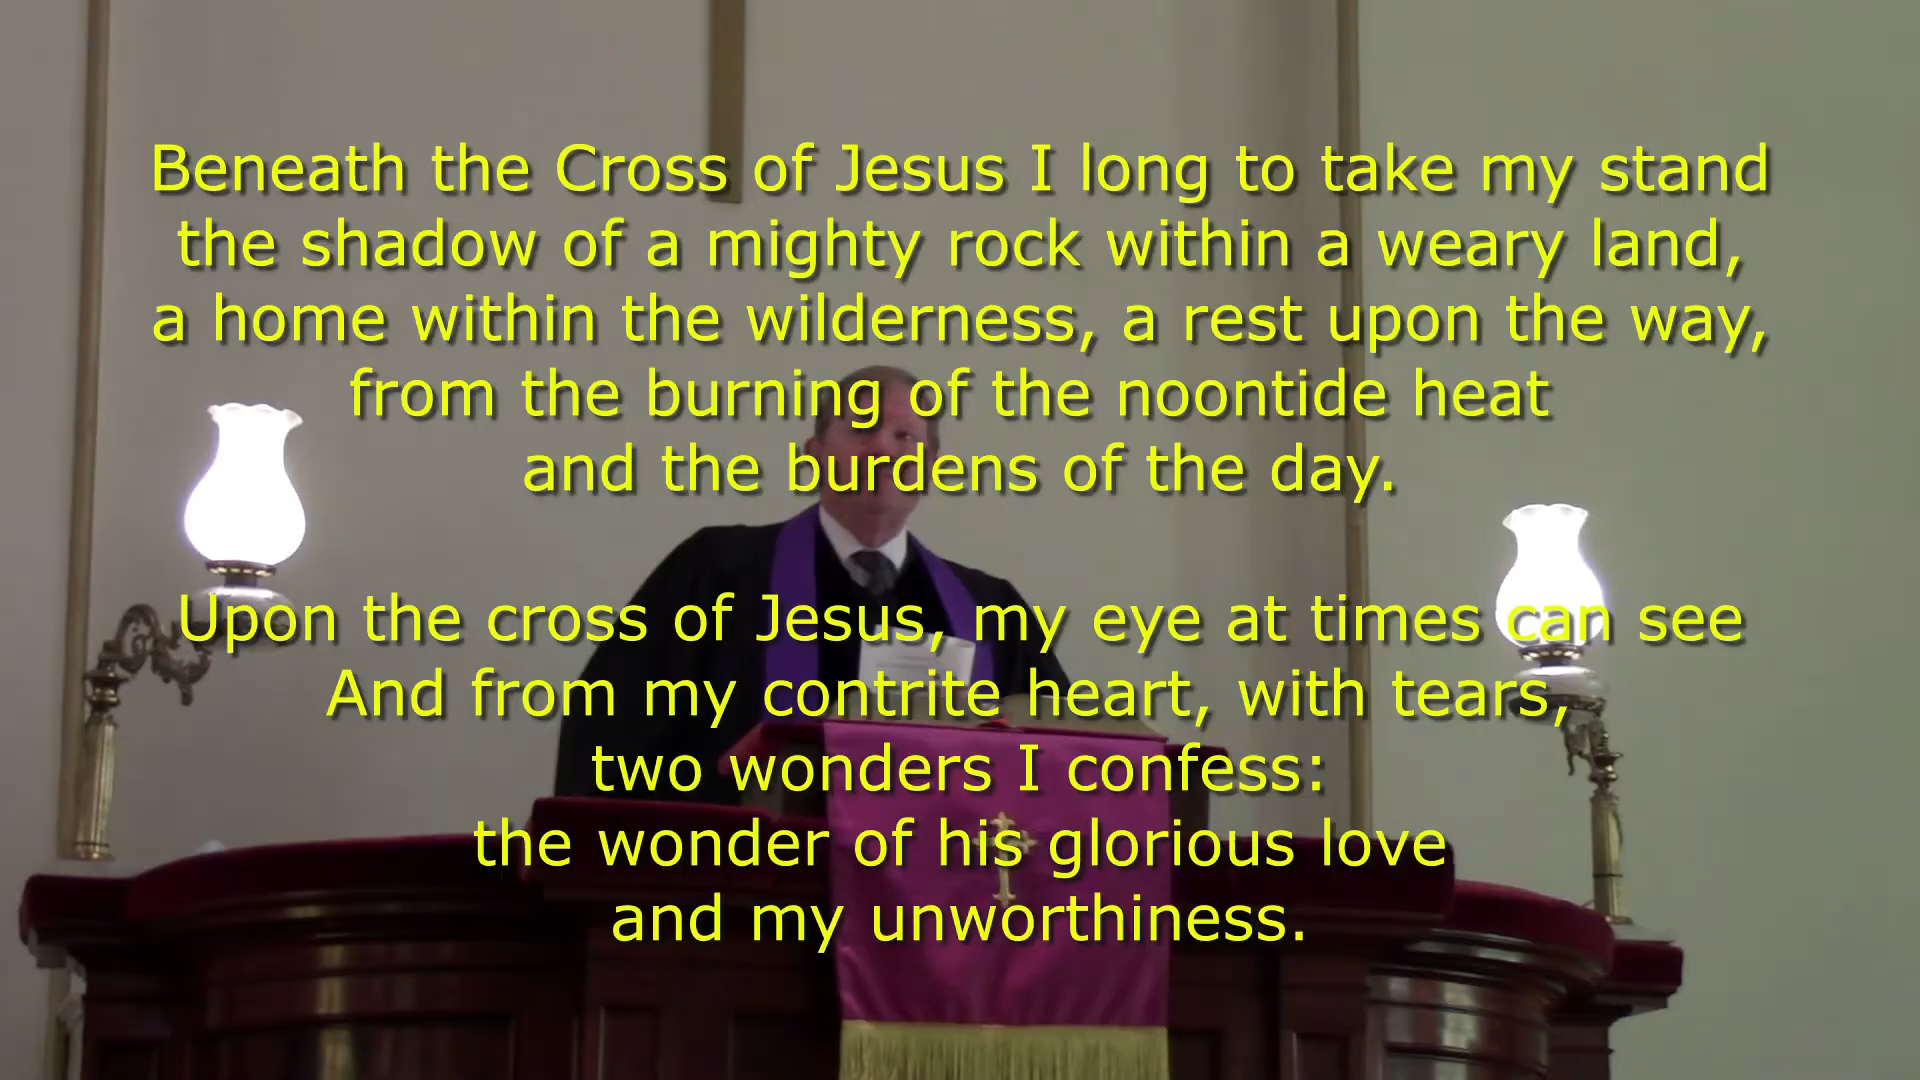 Beneath the Cross of Jesus I long to take my stand
the shadow of a mighty rock within a weary land,
a home within the wilderness, a rest upon the way,
from the burning of the noontide heat
and the burdens of the day.
Upon the cross of Jesus, my eye at times can see
And from my contrite heart, with tears,
two wonders I confess:
the wonder of his glorious love
and my unworthiness.